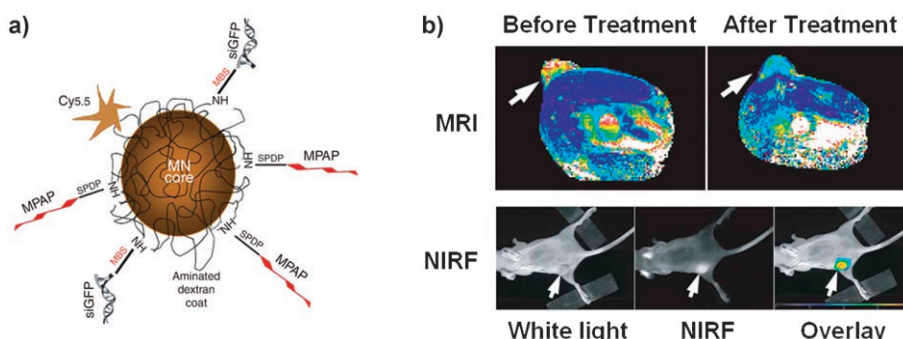 a)
siGFP
MBS
NH
Cy5.5
MN
core
NH
SPDP
MPAP
MPAP
SPDP
NH
NH
SPDP
MPAP
NH
MBS
siGFP
Aminated
dextran
coat
b)
Before Treatment
After Treatment
MRI
NIRF
White light
NIRF
Overlay